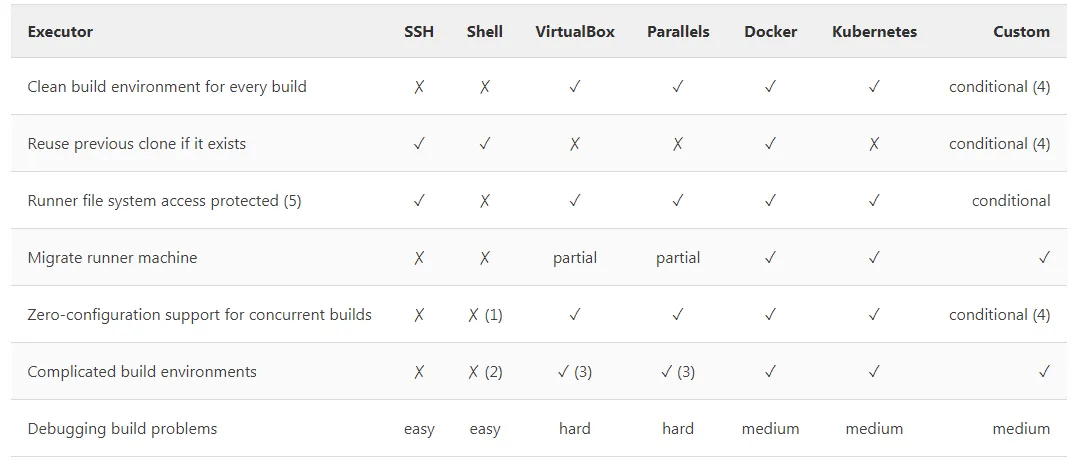 Executor SSH Shell VirtualBox Parallels Docker Kubernetes Custom
Clean build environment for every build ✗ ✗ ✓ ✓ ✓ ✓ conditional (4)
Reuse previous clone if it exists ✓ ✓ ✗ ✗ ✓ ✗ conditional (4)
Runner file system access protected (5) ✓ ✗ ✓ ✓ ✓ ✓ conditional
Migrate runner machine ✗ ✗ partial partial ✓ ✓ ✓
Zero-configuration support for concurrent builds ✗ ✗ (1) ✓ ✓ ✓ ✓ conditional (4)
Complicated build environments ✗ ✗ (2) ✓ (3) ✓ (3) ✓ ✓ ✓
Debugging build problems easy easy hard hard medium medium medium